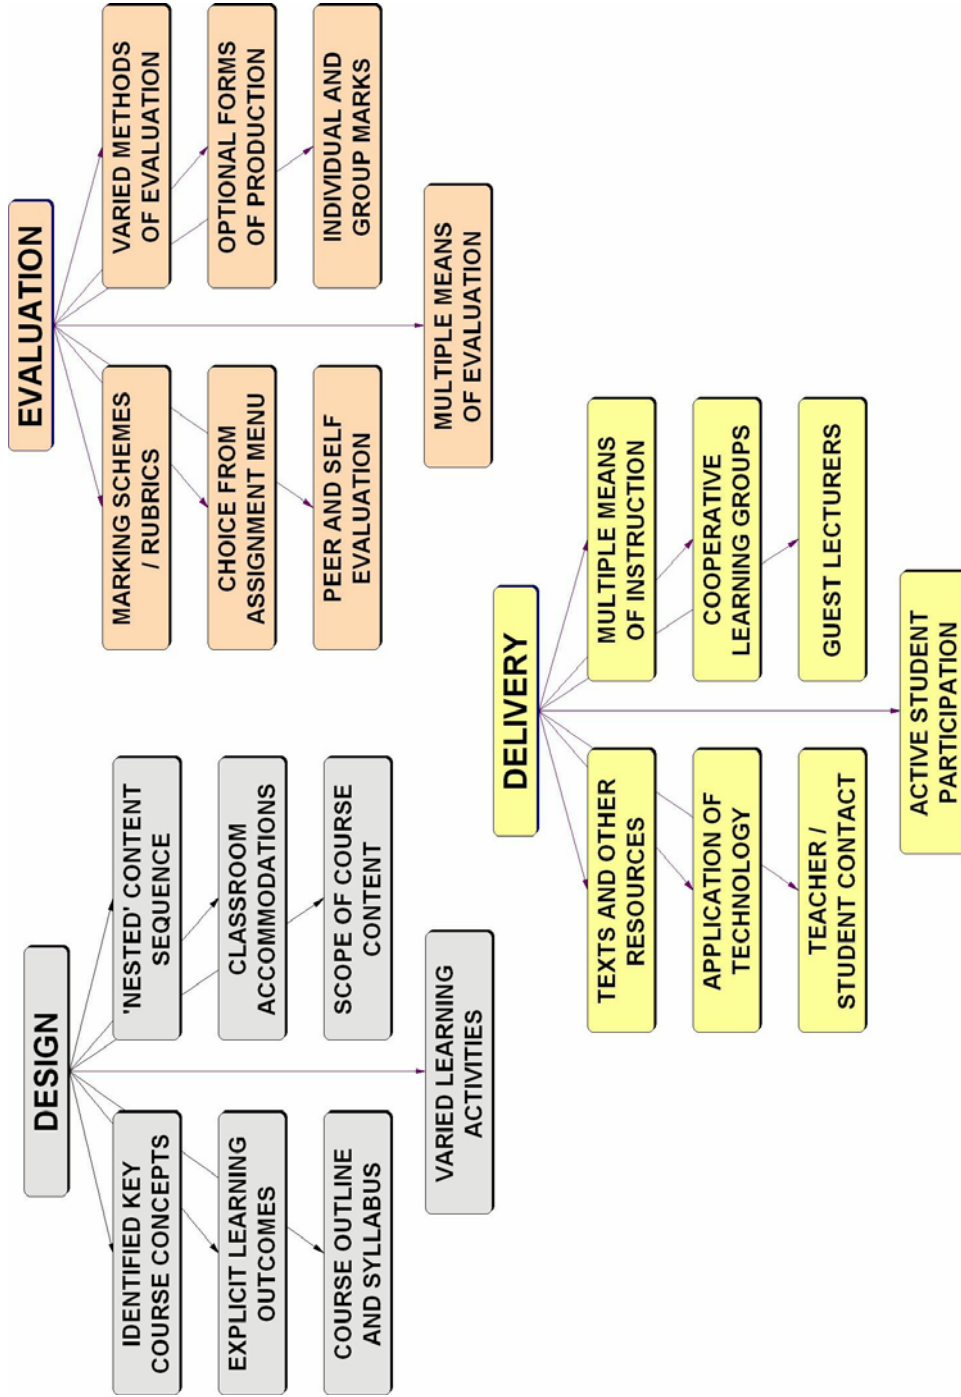 DESIGN
IDENTIFIED KEY
COURSE CONCEPTS
'NESTED' CONTENT
SEQUENCE
EXPLICIT LEARNING
OUTCOMES
CLASSROOM
ACCOMMODATIONS
COURSE OUTLINE
AND SYLLABUS
SCOPE OF COURSE
CONTENT
VARIED LEARNING
ACTIVITIES
EVALUATION
MARKING SCHEMES
/ RUBRICS
VARIED METHODS
OF EVALUATION
CHOICE FROM
ASSIGNMENT MENU
OPTIONAL FORMS
OF PRODUCTION
PEER AND SELF
EVALUATION
INDIVIDUAL AND
GROUP MARKS
MULTIPLE MEANS
OF EVALUATION
DELIVERY
TEXTS AND OTHER
RESOURCES
MULTIPLE MEANS
OF INSTRUCTION
APPLICATION OF
TECHNOLOGY
COOPERATIVE
LEARNING GROUPS
TEACHER /
STUDENT CONTACT
GUEST LECTURERS
ACTIVE STUDENT
PARTICIPATION